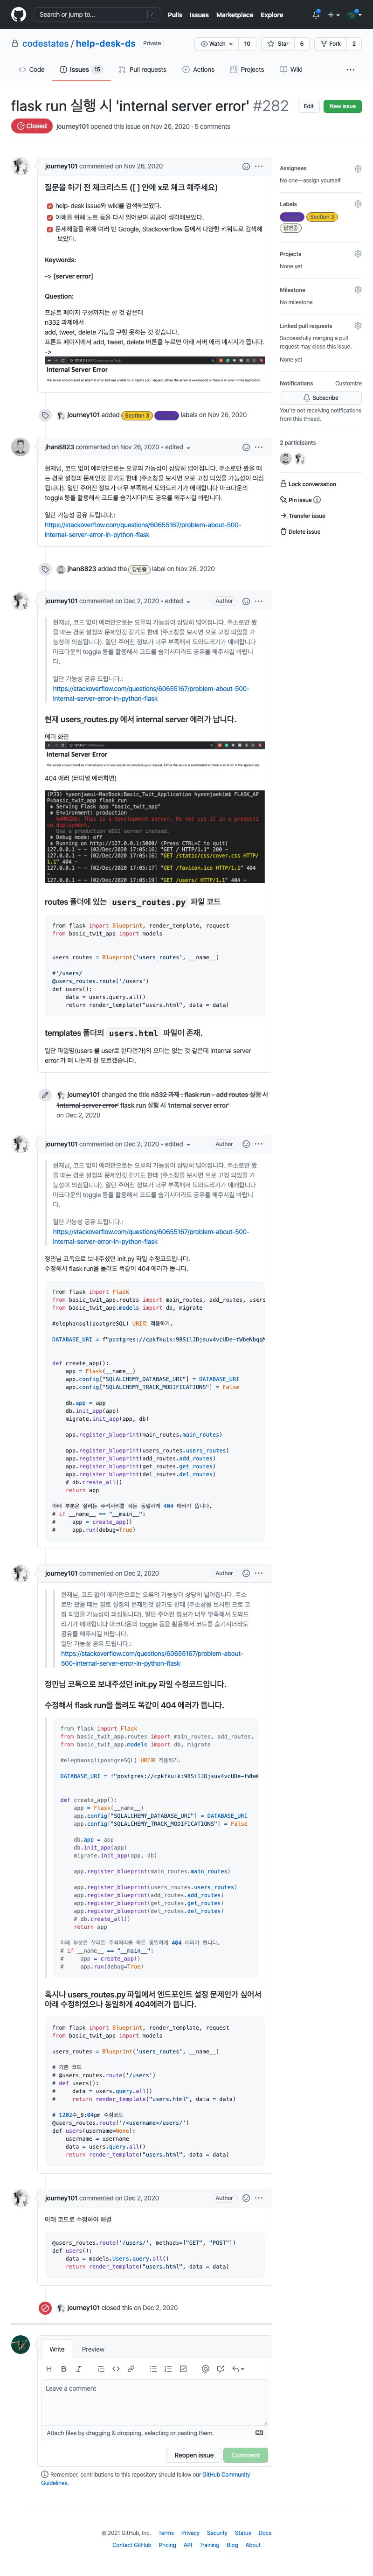 Search or jump to...
/
Pulls Issues Marketplace Explore
codestates / help-desk-ds Private
Watch 10 Star 6 Fork 2
Code Issues 15 Pull requests Actions Projects Wiki
flask run 실행 시 'internal server error' #282
Edit New issue
Closed journey101 opened this issue on Nov 26, 2020 · 5 comments
journey101 commented on Nov 26, 2020
질문을 하기 전 체크리스트 ([ ] 안에 x로 체크 해주세요)
help-desk issue와 wiki를 검색해보았다.
이해를 위해 노트 등을 다시 읽어보며 곰곰이 생각해보았다.
문제해결을 위해 여러 번 Google, Stackoverflow 등에서 다양한 키워드로 검색해
보았다.
Keywords:
-> [server error]
Question:
프론트 페이지 구현까지는 한 것 같은데
n332 과제에서
add, tweet, delete 기능을 구현 못하는 것 같습니다.
프론트 페이지에서 add, tweet, delete 버튼을 누르면 아래 서버 에러 메시지가 뜹니다.
->
Internal Server Error
The server encountered an internal error and was unable to complete your request. Either the server is overloaded or there is an error in the application.
Assignees
No one—assign yourself
Labels
Section 3
답변중
Projects
None yet
Milestone
No milestone
Linked pull requests
Successfully merging a pull
request may close this issue.
None yet
Notifications Customize
Subscribe
You're not receiving notifications
from this thread.
2 participants
Lock conversation
Pin issue
Transfer issue
Delete issue
journey101 added Section 3 labels on Nov 26, 2020
jhan8823 commented on Nov 26, 2020 • edited
현재님, 코드 없이 에러만으로는 오류의 가능성이 상당히 넓어집니다. 주소로만 봤을 때
는 경로 설정의 문제인것 같기도 한데 (주소창을 보시면 으로 고정 되있을 가능성이 의심
됩니다). 일단 주어진 정보가 너무 부족해서 도와드리기가 애매합니다 마크다운의
toggle 등을 활용해서 코드를 숨기시더라도 공유를 해주시길 바랍니다.
일단 가능성 공유 드립니다.:
https://stackoverflow.com/questions/60655167/problem-about-500-
internal-server-error-in-python-flask
jhan8823 added the 답변중 label on Nov 26, 2020
journey101 commented on Dec 2, 2020 • edited Author
현재님, 코드 없이 에러만으로는 오류의 가능성이 상당히 넓어집니다. 주소로만 봤
을 때는 경로 설정의 문제인것 같기도 한데 (주소창을 보시면 으로 고정 되있을 가
능성이 의심됩니다). 일단 주어진 정보가 너무 부족해서 도와드리기가 애매합니다
마크다운의 toggle 등을 활용해서 코드를 숨기시더라도 공유를 해주시길 바랍니
다.
일단 가능성 공유 드립니다.:
https://stackoverflow.com/questions/60655167/problem-about-500-
internal-server-error-in-python-flask
현재 users_routes.py 에서 internal server 에러가 납니다.
에러 화면
Internal Server Error
The server encountered an internal error and was unable to complete your request. Either the server is overloaded or there is an error in the application.
404 에러 (터미널 에러화면)
(PJ3) hyeonjaeui-MacBook:Basic_Twit_Application hyeonjaekim$ FLASK_AP
P=basic_twit_app flask run
* Serving Flask app "basic_twit_app"
* Environment: production
WARNING: This is a development server. Do not use it in a producti
on deployment.
Use a production WSGI server instead.
* Debug mode: off
* Running on http://127.0.0.1:5000/ (Press CTRL+C to quit)
127.0.0.1 - - [02/Dec/2020 17:05:16] "GET / HTTP/1.1" 200 -
127.0.0.1 - - [02/Dec/2020 17:05:16] "GET /static/css/cover.css HTTP/
1.1" 404 -
127.0.0.1 - - [02/Dec/2020 17:05:16] "GET /favicon.ico HTTP/1.1" 404
-
127.0.0.1 - - [02/Dec/2020 17:05:21] "GET /users/ HTTP/1.1" 404 -
routes 폴더에 있는 users_routes.py 파일 코드
from flask import Blueprint, render_template, request
from basic_twit_app import models
users_routes = Blueprint('users_routes', __name__)
#'/users/
@users_routes.route('/users')
def users():
data = users.query.all()
return render_template("users.html", data = data)
templates 폴더의 users.html 파일이 존재.
일단 파일명(users 를 user로 한다던가)의 오타는 없는 것 같은데 internal server
error 가 왜 나는지 잘 모르겠습니다.
journey101 changed the title n332 과제 : flask run - add routes 실행 시
'internal server error' flask run 실행 시 'internal server error'
on Dec 2, 2020
journey101 commented on Dec 2, 2020 • edited Author
현재님, 코드 없이 에러만으로는 오류의 가능성이 상당히 넓어집니다. 주소로만 봤
을 때는 경로 설정의 문제인것 같기도 한데 (주소창을 보시면 으로 고정 되있을 가
능성이 의심됩니다). 일단 주어진 정보가 너무 부족해서 도와드리기가 애매합니다
마크다운의 toggle 등을 활용해서 코드를 숨기시더라도 공유를 해주시길 바랍니다.
일단 가능성 공유 드립니다.:
https://stackoverflow.com/questions/60655167/problem-about-500-
internal-server-error-in-python-flask
정민님 코톡으로 보내주셨던 init.py 파일 수정코드입니다.
수정해서 flask run을 돌려도 똑같이 404 에러가 뜹니다.
from flask import Flask
from basic_twit_app.routes import main_routes, add_routes, users
from basic_twit_app.models import db, migrate
#elephansql(postgreSQL) URI로 적용하기.
DATABASE_URI = f"postgres://cpkfkuik:98SilJDjsuv4vcUDe-tWbeNbqgM
def create_app():
app = Flask(__name__)
app.config["SQLALCHEMY_DATABASE_URI"] = DATABASE_URI
app.config["SQLALCHEMY_TRACK_MODIFICATIONS"] = False
db.app = app
db.init_app(app)
migrate.init_app(app, db)
app.register_blueprint(main_routes.main_routes)
app.register_blueprint(users_routes.users_routes)
app.register_blueprint(add_routes.add_routes)
app.register_blueprint(get_routes.get_routes)
app.register_blueprint(del_routes.del_routes)
# db.create_all()
return app
아래 부분은 살리든 주석처리를 하든 동일하게 404 에러가 뜹니다.
# if __name__ == "__main__":
# app = create_app()
# app.run(debug=True)
journey101 commented on Dec 2, 2020 Author
현재님, 코드 없이 에러만으로는 오류의 가능성이 상당히 넓어집니다. 주소로
만 봤을 때는 경로 설정의 문제인것 같기도 한데 (주소창을 보시면 으로 고
정 되있을 가능성이 의심됩니다). 일단 주어진 정보가 너무 부족해서 도와드
리기가 애매합니다 마크다운의 toggle 등을 활용해서 코드를 숨기시더라도
공유를 해주시길 바랍니다.
일단 가능성 공유 드립니다.:
https://stackoverflow.com/questions/60655167/problem-about-
500-internal-server-error-in-python-flask
정민님 코톡으로 보내주셨던 init.py 파일 수정코드입니다.
수정해서 flask run을 돌려도 똑같이 404 에러가 뜹니다.
from flask import Flask
from basic_twit_app.routes import main_routes, add_routes,
from basic_twit_app.models import db, migrate
#elephansql(postgreSQL) URI로 적용하기.
DATABASE_URI = f"postgres://cpkfkuik:98SilJDjsuv4vcUDe-tWbeN
def create_app():
app = Flask(__name__)
app.config["SQLALCHEMY_DATABASE_URI"] = DATABASE_URI
app.config["SQLALCHEMY_TRACK_MODIFICATIONS"] = False
db.app = app
db.init_app(app)
migrate.init_app(app, db)
app.register_blueprint(main_routes.main_routes)
app.register_blueprint(users_routes.users_routes)
app.register_blueprint(add_routes.add_routes)
app.register_blueprint(get_routes.get_routes)
app.register_blueprint(del_routes.del_routes)
# db.create_all()
return app
아래 부분은 살리든 주석처리를 하든 동일하게 404 에러가 뜹니다.
# if __name__ == "__main__":
# app = create_app()
# app.run(debug=True)
혹시나 users_routes.py 파일에서 엔드포인트 설정 문제인가 싶어서
아래 수정하였으나 동일하게 404에러가 뜹니다.
from flask import Blueprint, render_template, request
from basic_twit_app import models
users_routes = Blueprint('users_routes', __name__)
# 기존 코드
# @users_routes.route('/users')
# def users():
# data = users.query.all()
# return render_template("users.html", data = data)
# 1202수_9:04pm 수정코드
@users_routes.route('/<username>/users/')
def users(username=None):
username = username
data = users.query.all()
return render_template("users.html", data = data)
journey101 commented on Dec 2, 2020 Author
아래 코드로 수정하여 해결
@users_routes.route('/users/', methods=["GET", "POST"])
def users():
data = models.Users.query.all()
return render_template("users.html", data = data)
journey101 closed this on Dec 2, 2020
Write Preview
Leave a comment
Attach files by dragging & dropping, selecting or pasting them.
Reopen issue Comment
Remember, contributions to this repository should follow our GitHub Community
Guidelines.
© 2021 GitHub, Inc. Terms Privacy Security Status Docs
Contact GitHub Pricing API Training Blog About